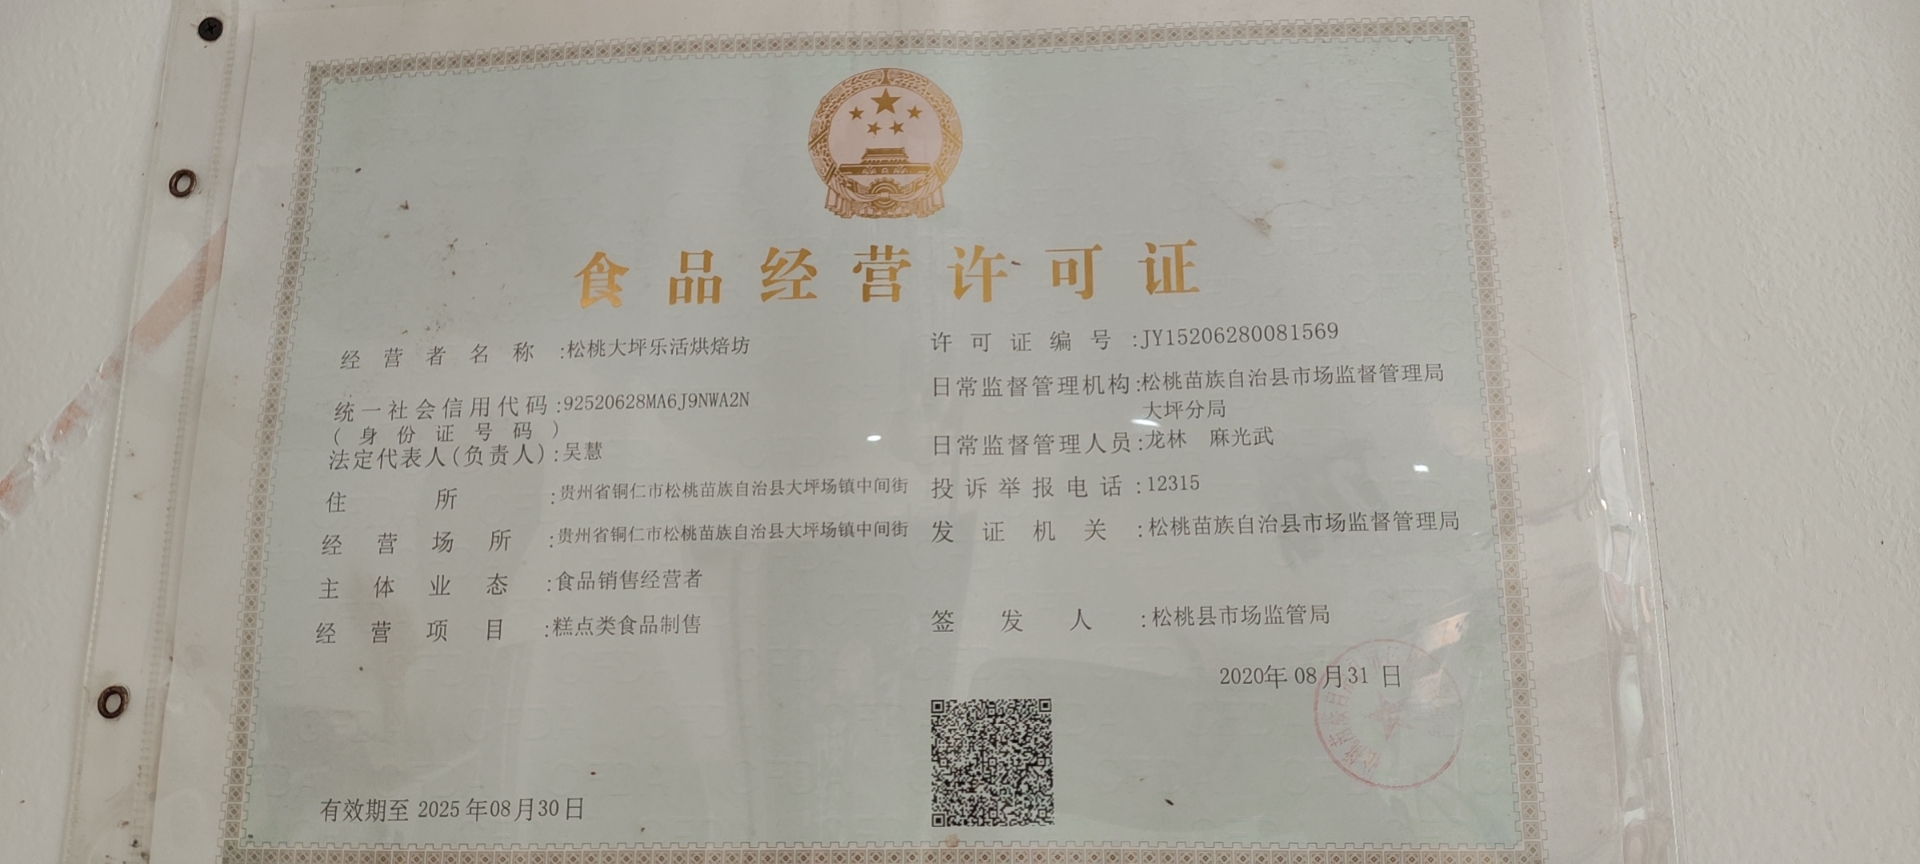 食品经营许可证
经营者名称:松桃大坪乐活烘焙坊
统一社会信用代码:92520628MA6J9NWA2N
(身份证号码)
法定代表人(负责人):吴慧
住所:贵州省铜仁市松桃苗族自治县大坪场镇中间街
经营场所:贵州省铜仁市松桃苗族自治县大坪场镇中间街
主体业态:食品销售经营者
经营项目:糕点类食品制售
有效期至 2025年08月30日
许可证编号:JY15206280081569
日常监督管理机构:松桃苗族自治县市场监督管理局
大坪分局
日常监督管理人员:龙林 麻光武
投诉举报电话:12315
发证机关:松桃苗族自治县市场监督管理局
签发人:松桃县市场监管局
2020年08月31日